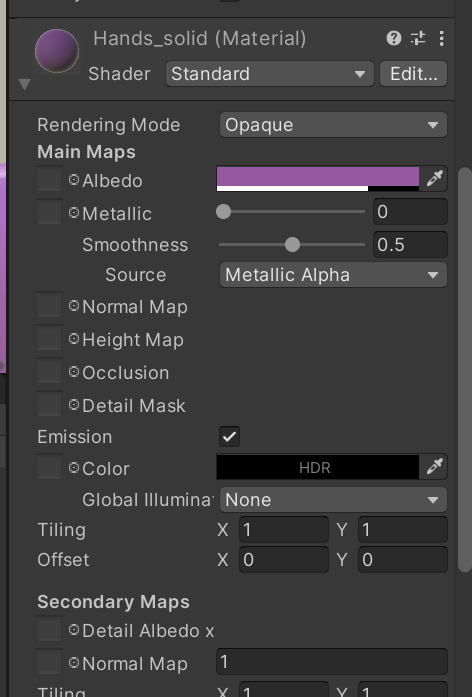 Hands_solid (Material)
Shader Standard Edit...
Rendering Mode Opaque
Main Maps
Albedo
Metallic 0
Smoothness 0.5
Source Metallic Alpha
Normal Map
Height Map
Occlusion
Detail Mask
Emission
Color HDR
Global Illumina None
Tiling X 1 Y 1
Offset X 0 Y 0
Secondary Maps
Detail Albedo x
Normal Map 1
Tiling X 1 Y 1